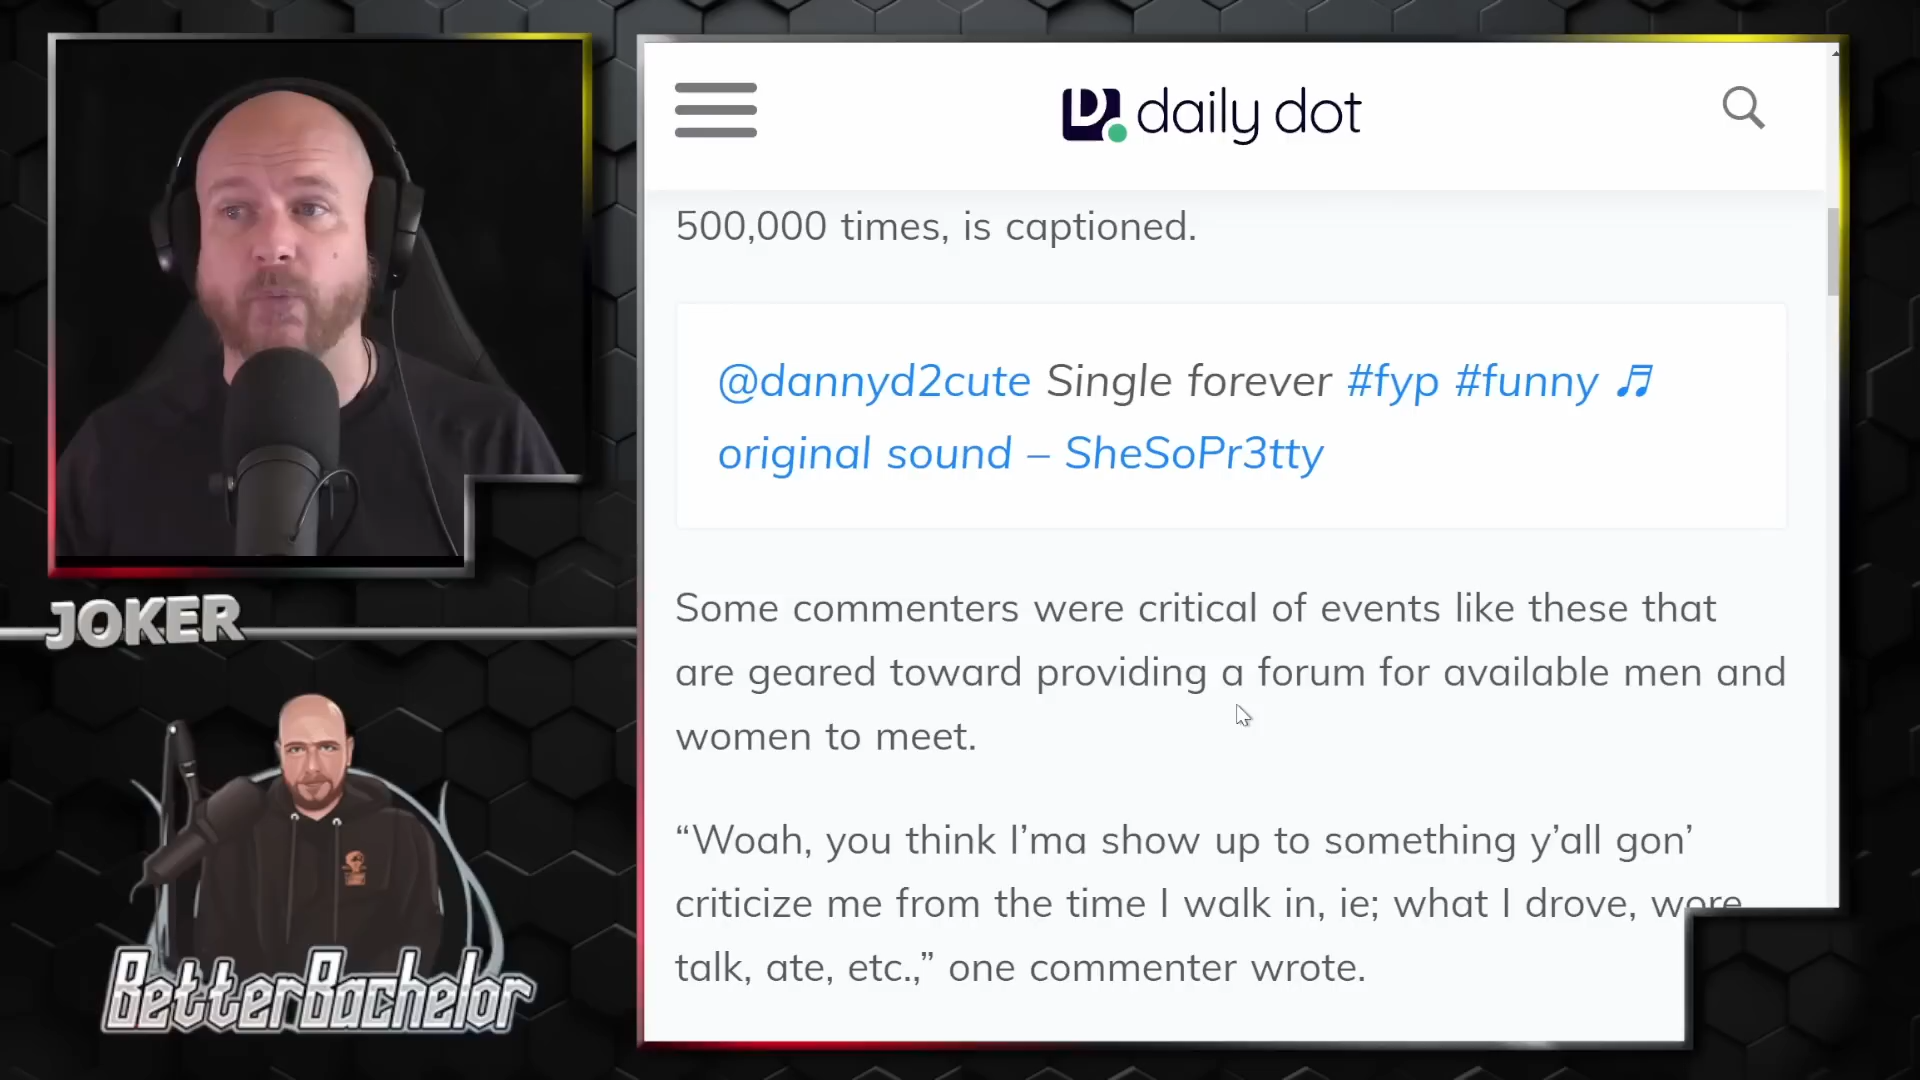 daily dot
500,000 times, is captioned.
@dannyd2cute Single forever #fyp #funny ♬
original sound – SheSoPr3tty
Some commenters were critical of events like these that
are geared toward providing a forum for available men and
women to meet.
“Woah, you think I’ma show up to something y’all gon’
criticize me from the time I walk in, ie; what I drove, wore,
talk, ate, etc.,” one commenter wrote.
JOKER
BetterBachelor